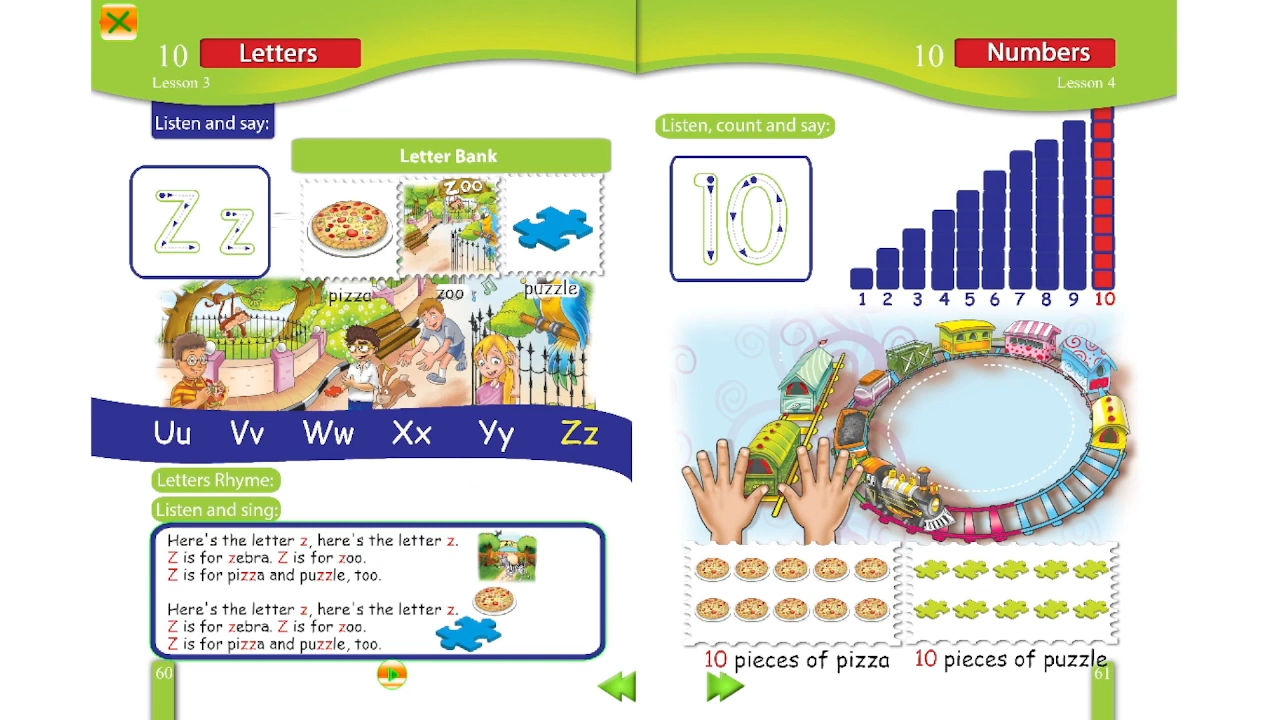 10 Letters
Lesson 3
Listen and say:
Letter Bank
Z z
ZOO
pizza
zoo
puzzle
Uu Vv Ww Xx Yy Zz
Letters Rhyme:
Listen and sing:
Here's the letter z, here's the letter z.
Z is for zebra. Z is for zoo.
Z is for pizza and puzzle, too.
Here's the letter z, here's the letter z.
Z is for zebra. Z is for zoo.
Z is for pizza and puzzle, too.
60
10 Numbers
Lesson 4
Listen, count and say:
10
1 2 3 4 5 6 7 8 9 10
10 pieces of pizza
10 pieces of puzzle
61